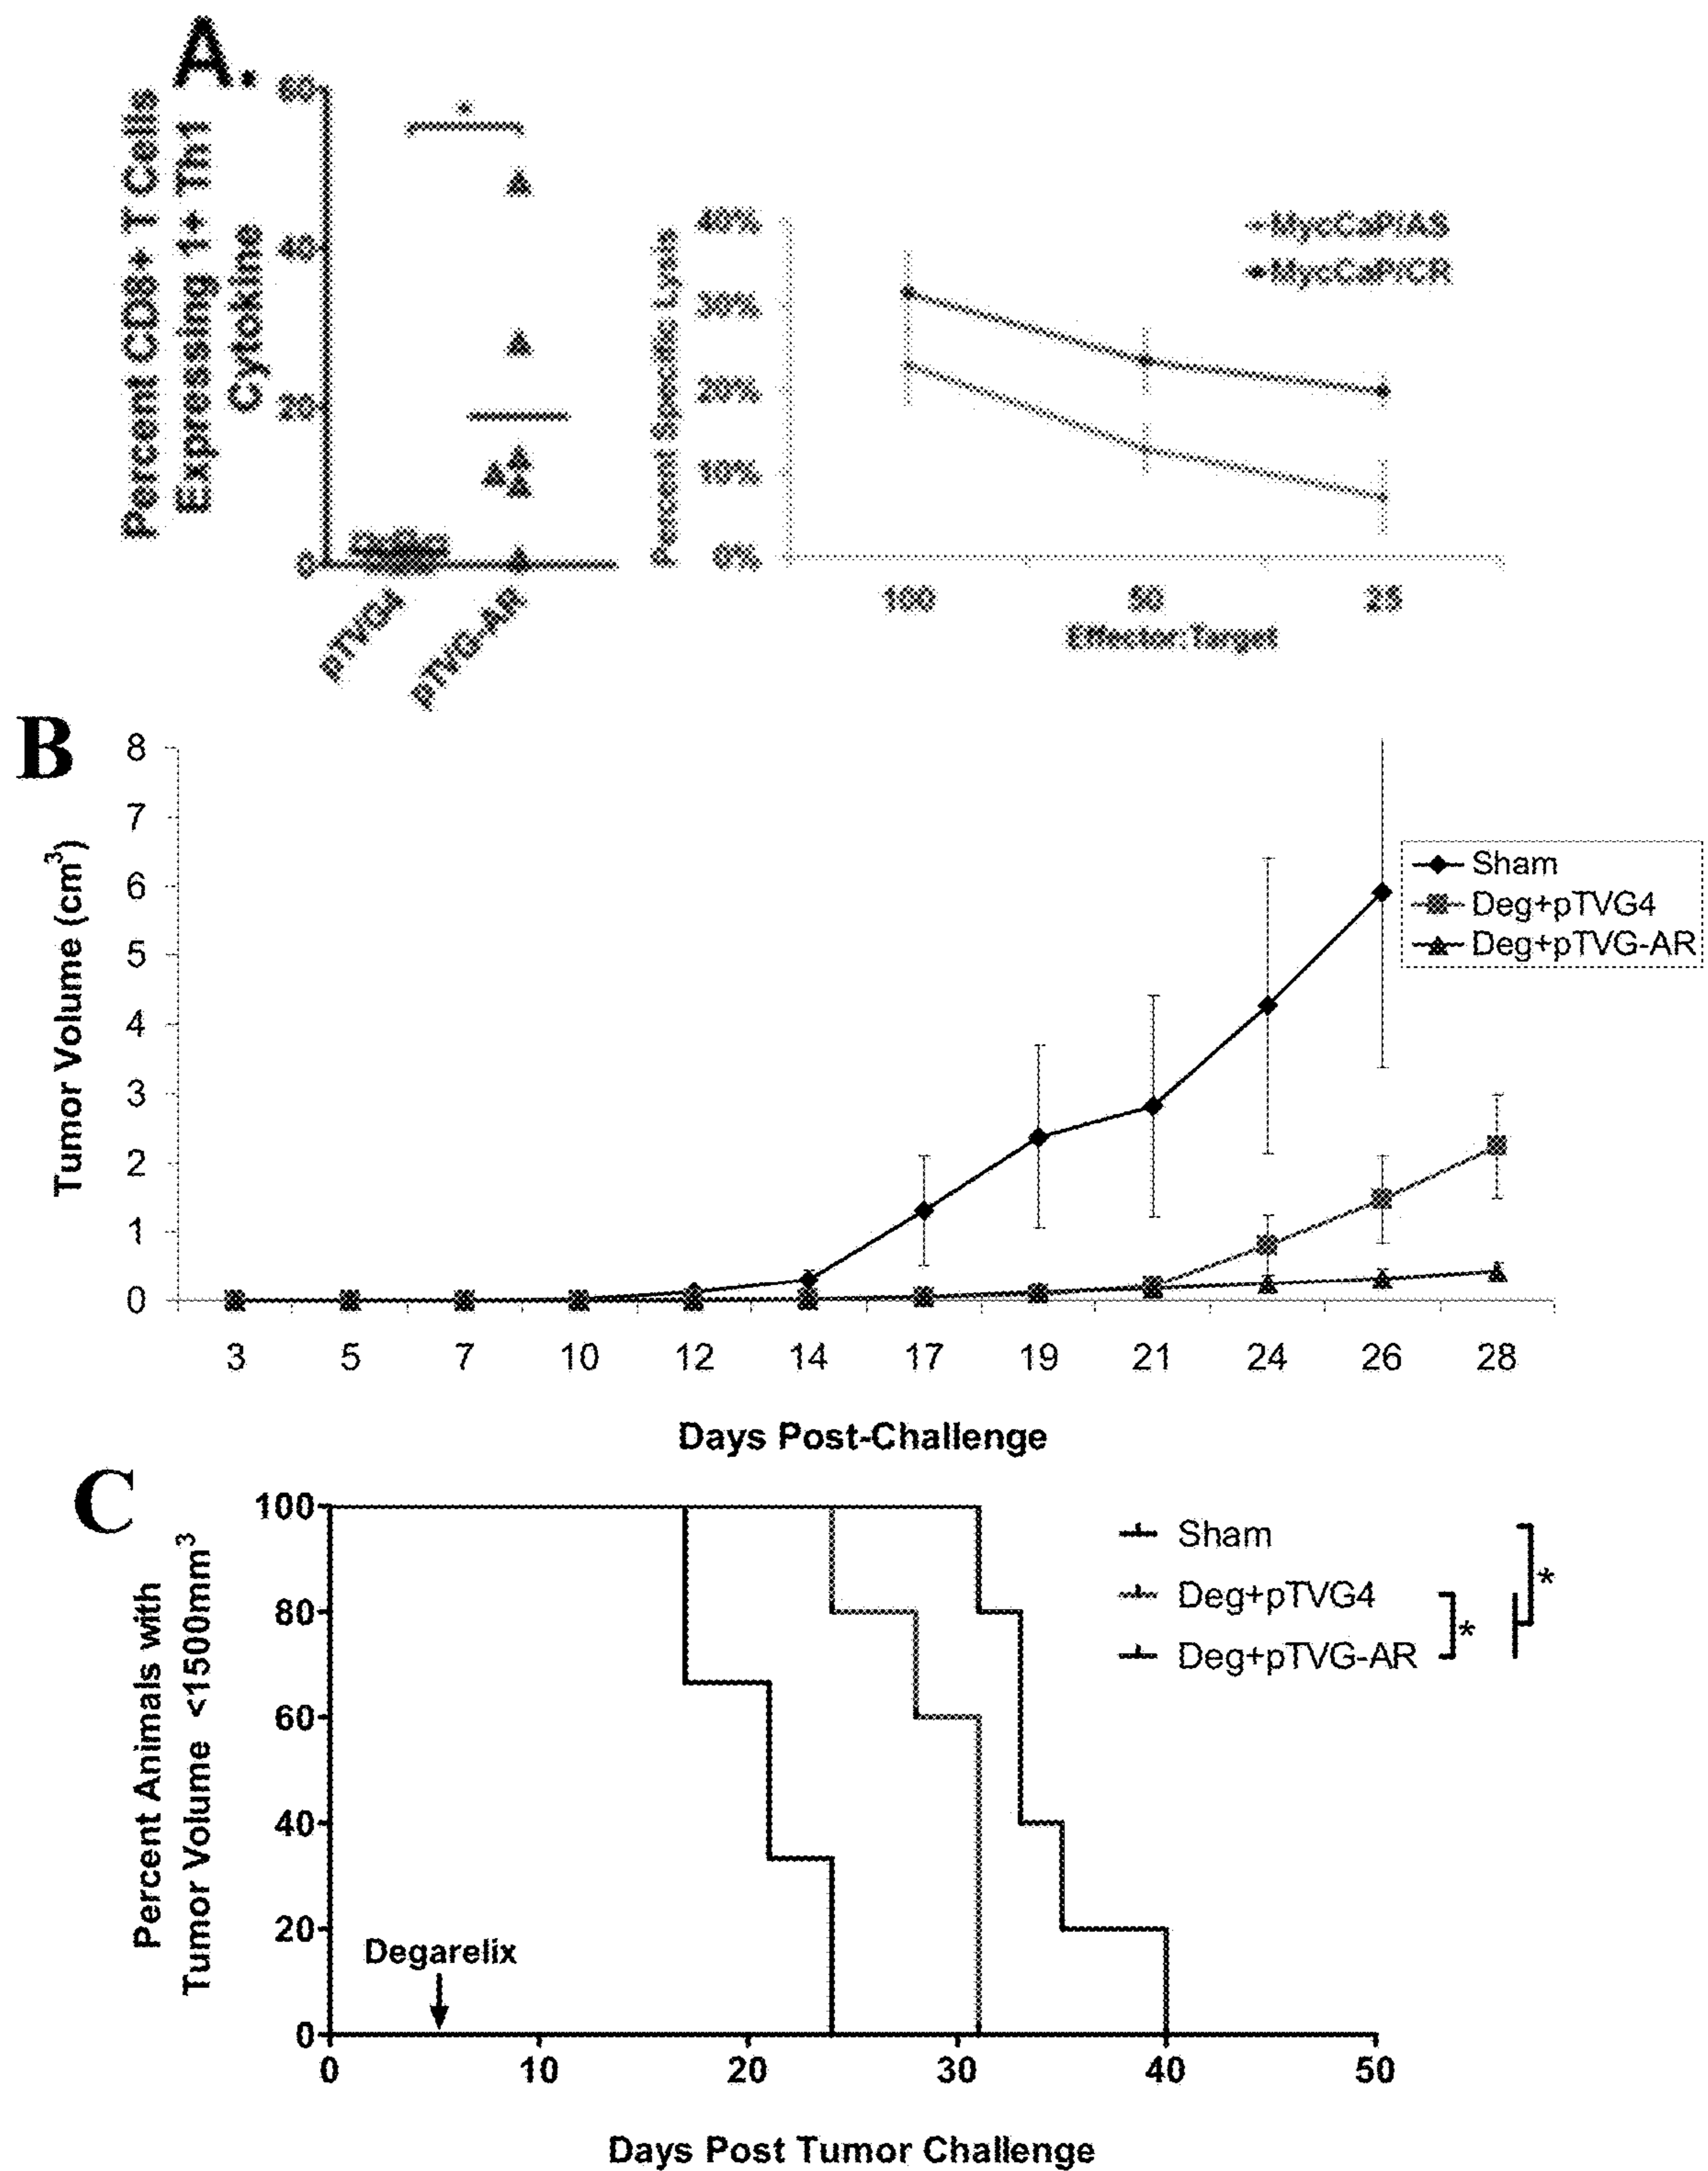 A.
Percent CD8+ T Cells
Expressing 1+ Th1
Cytokine
60
40
20
0
*
pTVG4
pTVG-AR
Percent Specific Lysis
40%
30%
20%
10%
0%
MycCaP/AS
MycCaP/CR
100 50 25
Effector:Target
B
Tumor Volume (cm³)
8
7
6
5
4
3
2
1
0
Sham
Deg+pTVG4
Deg+pTVG-AR
3 5 7 10 12 14 17 19 21 24 26 28
Days Post-Challenge
C
Percent Animals with
Tumor Volume <1500mm³
100
80
60
40
20
0
Sham
Deg+pTVG4
Deg+pTVG-AR
*
*
Degarelix
0 10 20 30 40 50
Days Post Tumor Challenge